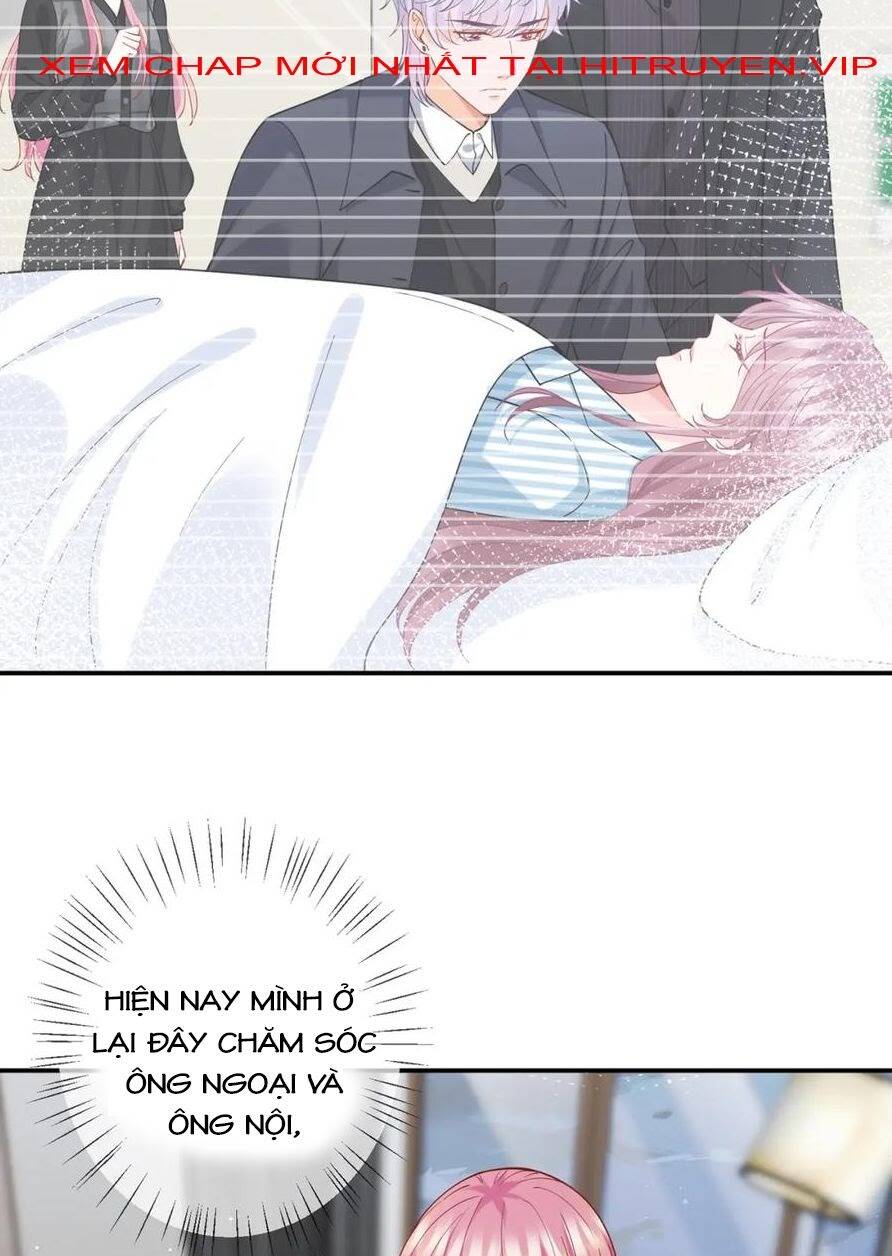 XEM CHAP MỚI NHẤT TẠI HITRUYEN.VIP
HIỆN NAY MÌNH Ở
LẠI ĐÂY CHĂM SÓC
ÔNG NGOẠI VÀ
ÔNG NỘI,